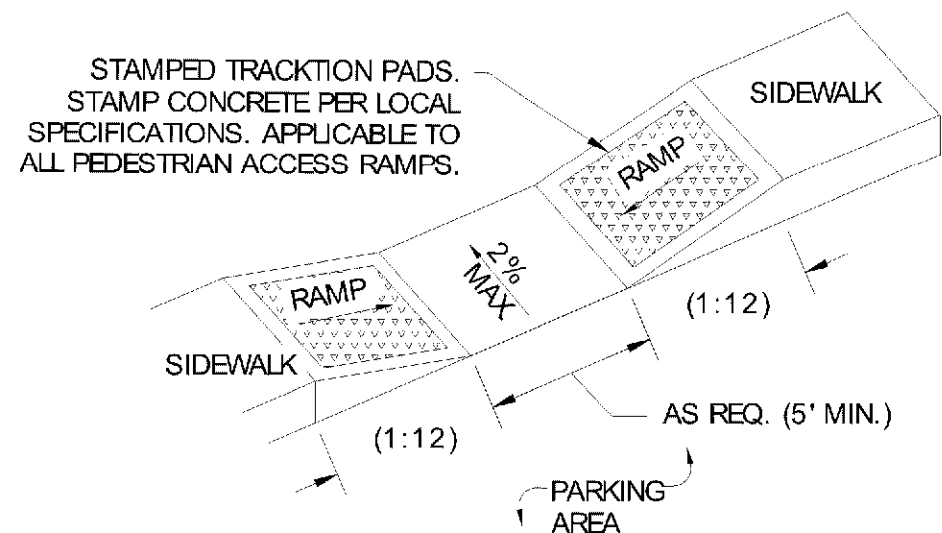 STAMPED TRACKTION PADS.
STAMP CONCRETE PER LOCAL
SPECIFICATIONS. APPLICABLE TO
ALL PEDESTRIAN ACCESS RAMPS.
SIDEWALK
RAMP
2%
MAX
RAMP
(1:12)
SIDEWALK
AS REQ. (5' MIN.)
(1:12)
PARKING
AREA